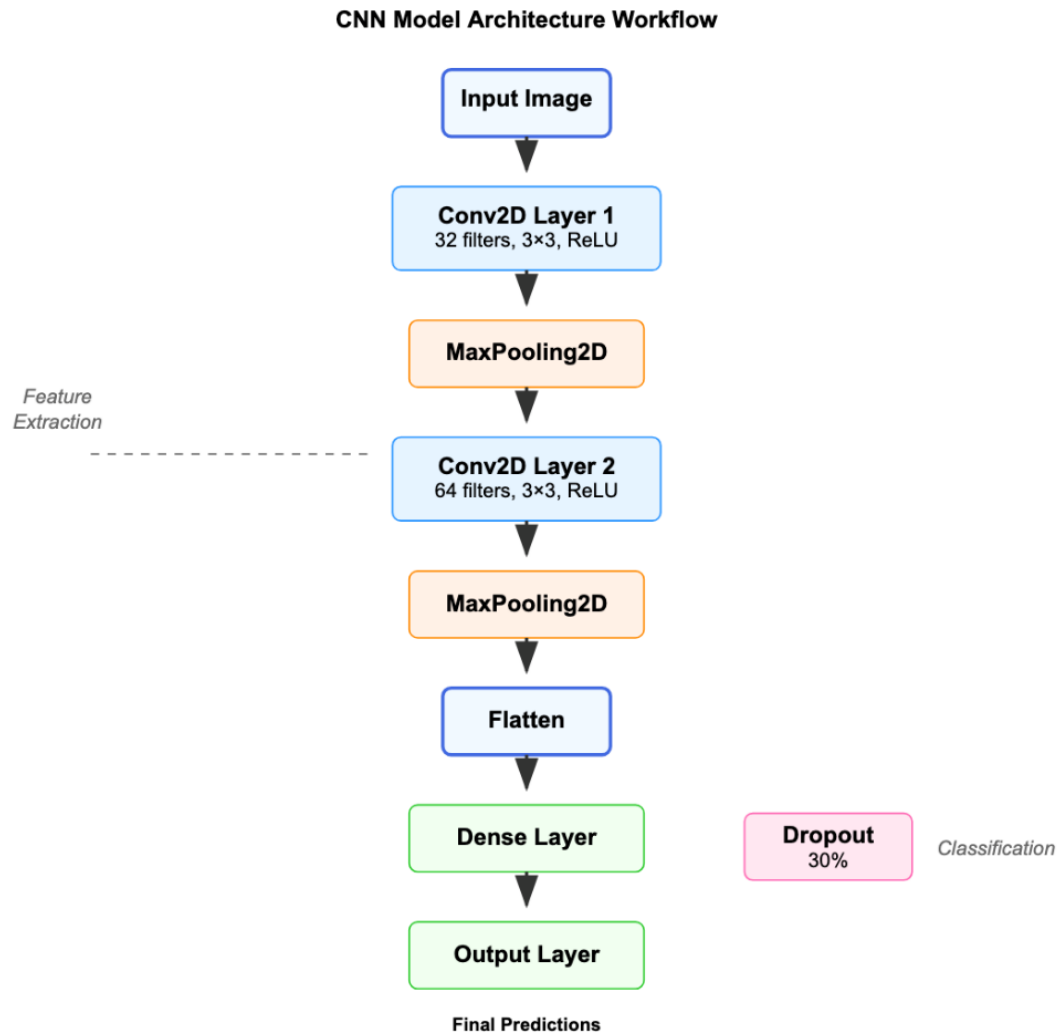 CNN Model Architecture Workflow
Input Image
Conv2D Layer 1
32 filters, 3×3, ReLU
MaxPooling2D
Feature
Extraction
Conv2D Layer 2
64 filters, 3×3, ReLU
MaxPooling2D
Flatten
Dense Layer
Dropout
30%
Classification
Output Layer
Final Predictions